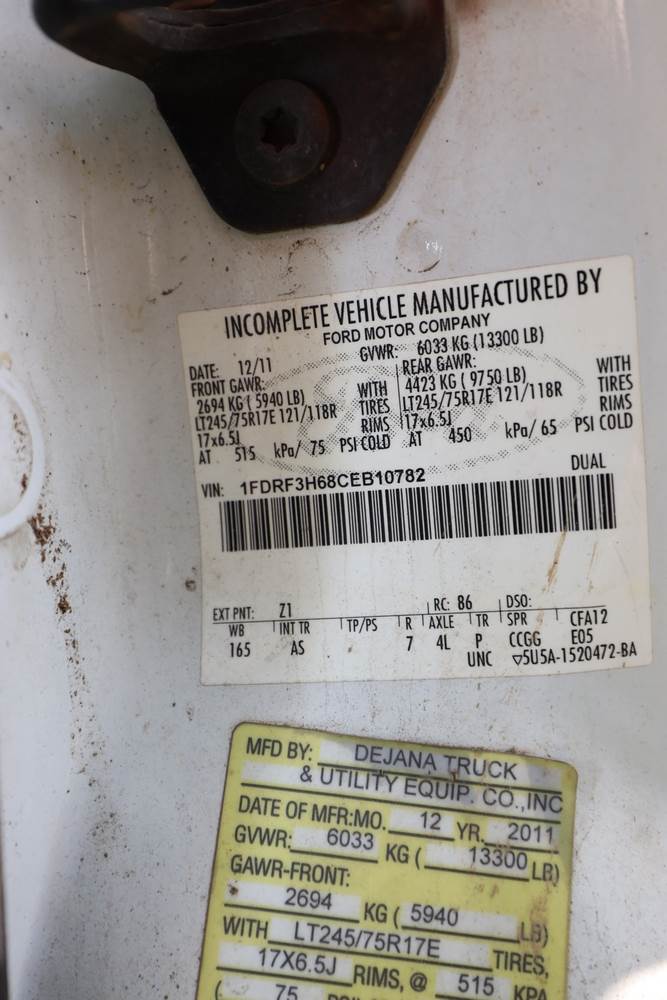 INCOMPLETE VEHICLE MANUFACTURED BY
FORD MOTOR COMPANY
DATE: 12/11 GVWR: 6033 KG (13300 LB)
FRONT GAWR: REAR GAWR:
2694 KG ( 5940 LB) WITH 4423 KG ( 9750 LB) WITH
LT245/75R17E 121/118R TIRES LT245/75R17E 121/118R TIRES
17x6.5J RIMS 17x6.5J RIMS
AT 515 kPa/ 75 PSI COLD AT 450 kPa/ 65 PSI COLD
VIN: 1FDRF3H68CEB10782 DUAL
EXT PNT: Z1 RC: 86 DSO:
WB INT TR TP/PS R AXLE TR SPR CFA12
165 AS 7 4L P CCGG E05
UNC ▽5U5A-1520472-BA
MFD BY: DEJANA TRUCK
& UTILITY EQUIP. CO.,INC
DATE OF MFR:MO. 12 YR. 2011
GVWR: 6033 KG ( 13300 LB)
GAWR-FRONT:
2694 KG ( 5940 LB)
WITH LT245/75R17E TIRES,
17X6.5J RIMS, @ 515 KPA
( 75